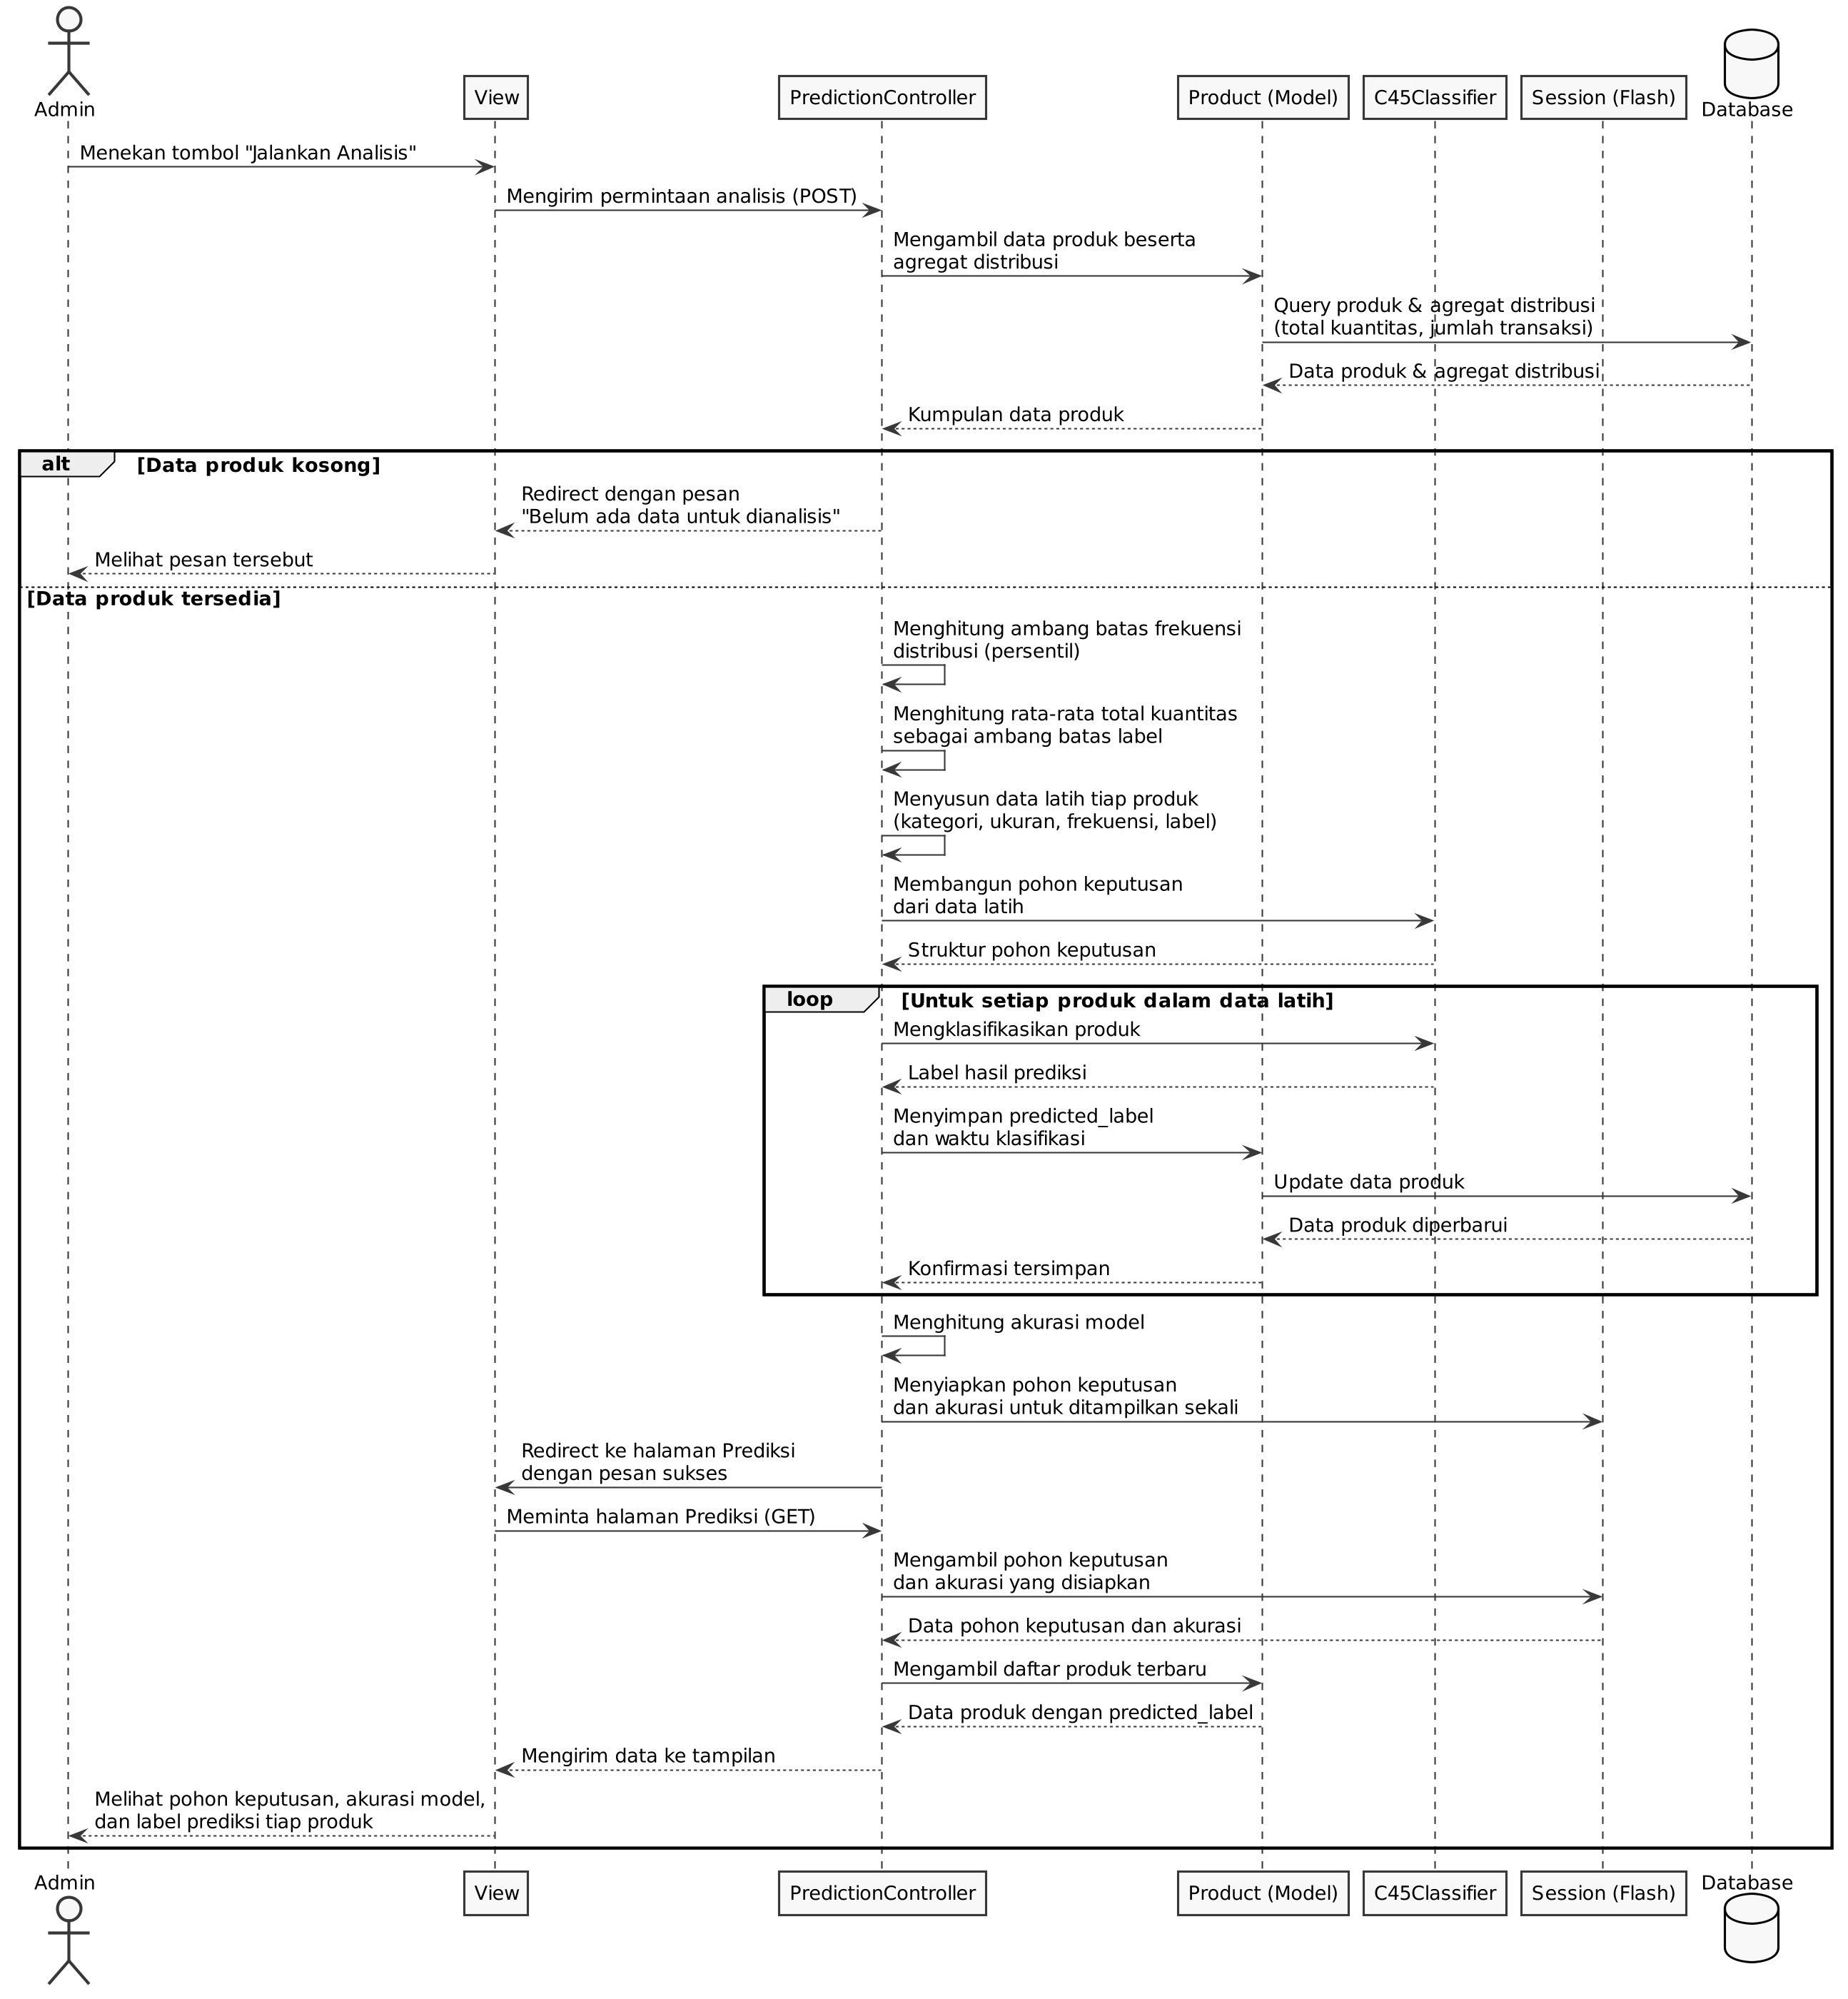 Admin
View
PredictionController
Product (Model)
C45Classifier
Session (Flash)
Database
Menekan tombol "Jalankan Analisis"
Mengirim permintaan analisis (POST)
Mengambil data produk beserta
agregat distribusi
Query produk & agregat distribusi
(total kuantitas, jumlah transaksi)
Data produk & agregat distribusi
Kumpulan data produk
alt
[Data produk kosong]
Redirect dengan pesan
"Belum ada data untuk dianalisis"
Melihat pesan tersebut
[Data produk tersedia]
Menghitung ambang batas frekuensi
distribusi (persentil)
Menghitung rata-rata total kuantitas
sebagai ambang batas label
Menyusun data latih tiap produk
(kategori, ukuran, frekuensi, label)
Membangun pohon keputusan
dari data latih
Struktur pohon keputusan
loop
[Untuk setiap produk dalam data latih]
Mengklasifikasikan produk
Label hasil prediksi
Menyimpan predicted_label
dan waktu klasifikasi
Update data produk
Data produk diperbarui
Konfirmasi tersimpan
Menghitung akurasi model
Menyiapkan pohon keputusan
dan akurasi untuk ditampilkan sekali
Redirect ke halaman Prediksi
dengan pesan sukses
Meminta halaman Prediksi (GET)
Mengambil pohon keputusan
dan akurasi yang disiapkan
Data pohon keputusan dan akurasi
Mengambil daftar produk terbaru
Data produk dengan predicted_label
Mengirim data ke tampilan
Melihat pohon keputusan, akurasi model,
dan label prediksi tiap produk
Admin
View
PredictionController
Product (Model)
C45Classifier
Session (Flash)
Database